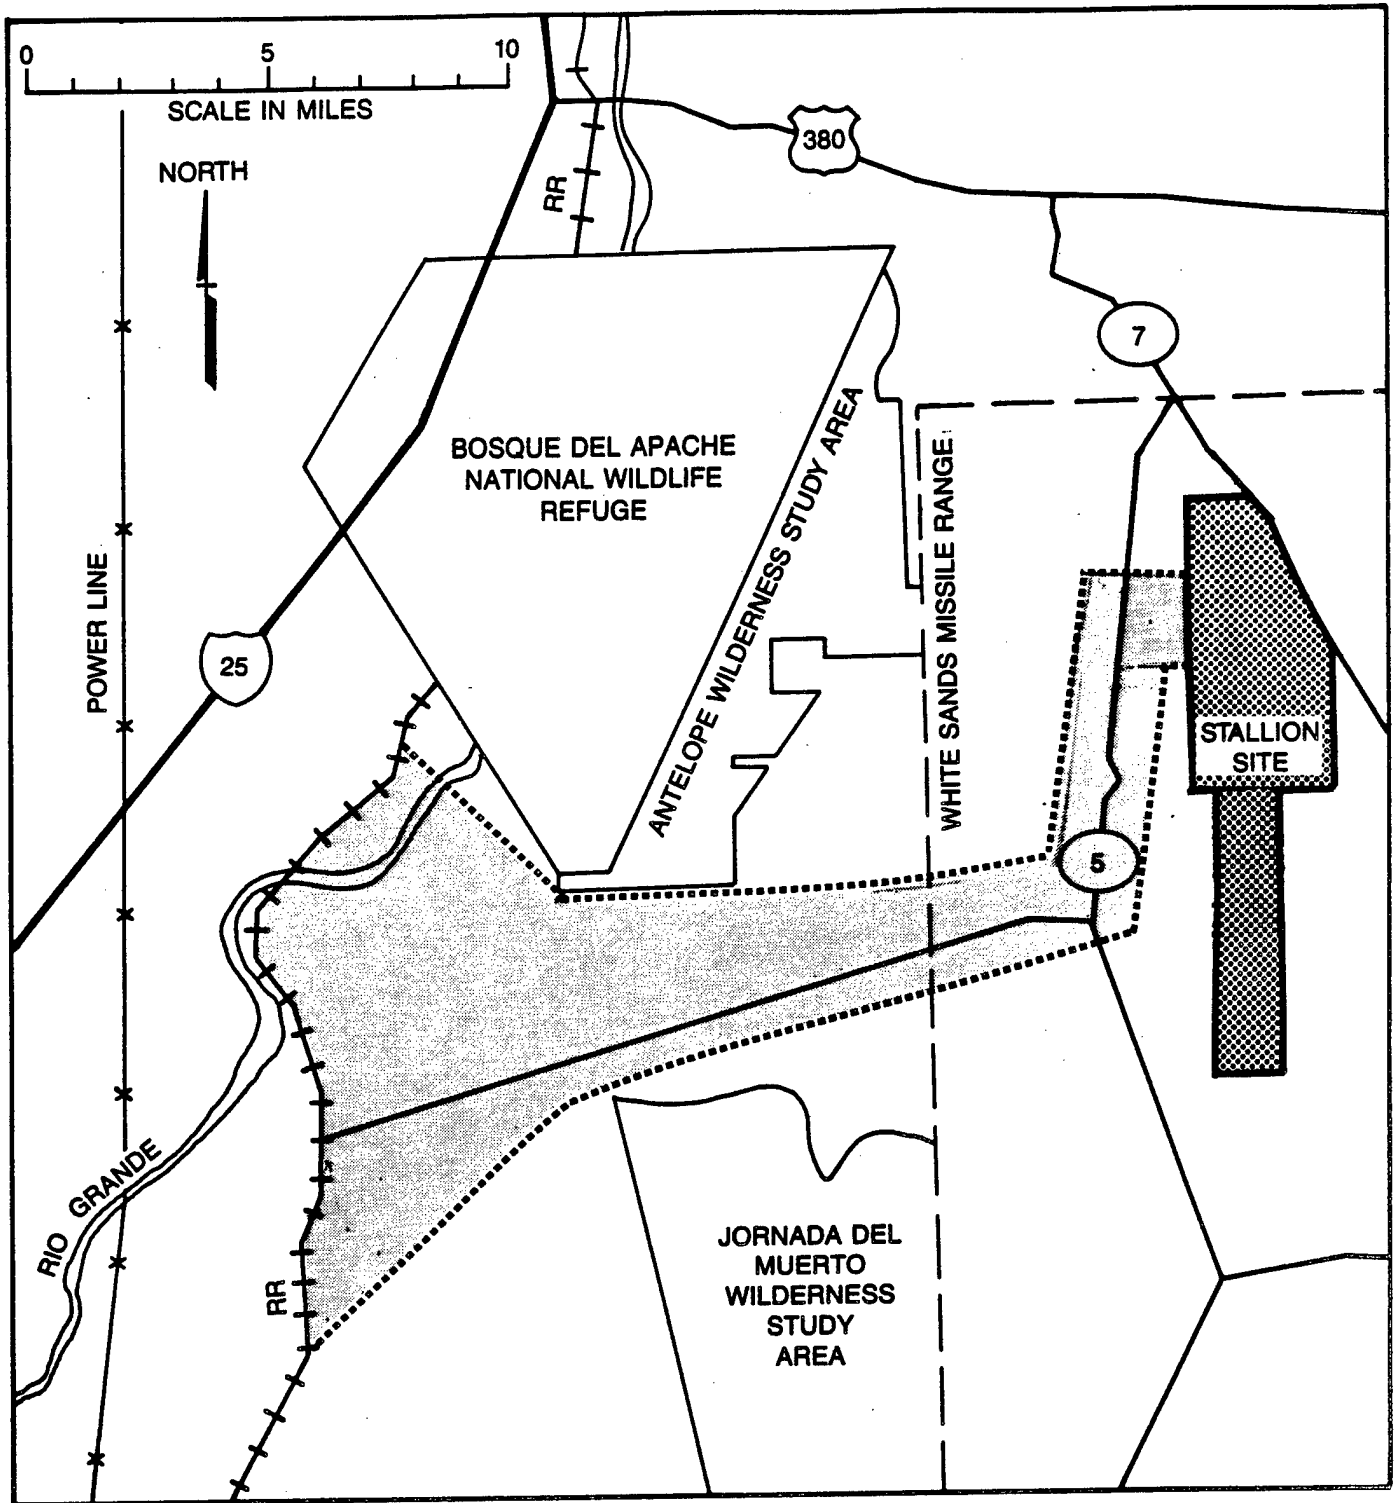 0 5 10
SCALE IN MILES
NORTH
RR
380
7
BOSQUE DEL APACHE
NATIONAL WILDLIFE
REFUGE
ANTELOPE WILDERNESS STUDY AREA
WHITE SANDS MISSILE RANGE
POWER LINE
25
STALLION
SITE
5
RIO GRANDE
RR
JORNADA DEL
MUERTO
WILDERNESS
STUDY
AREA